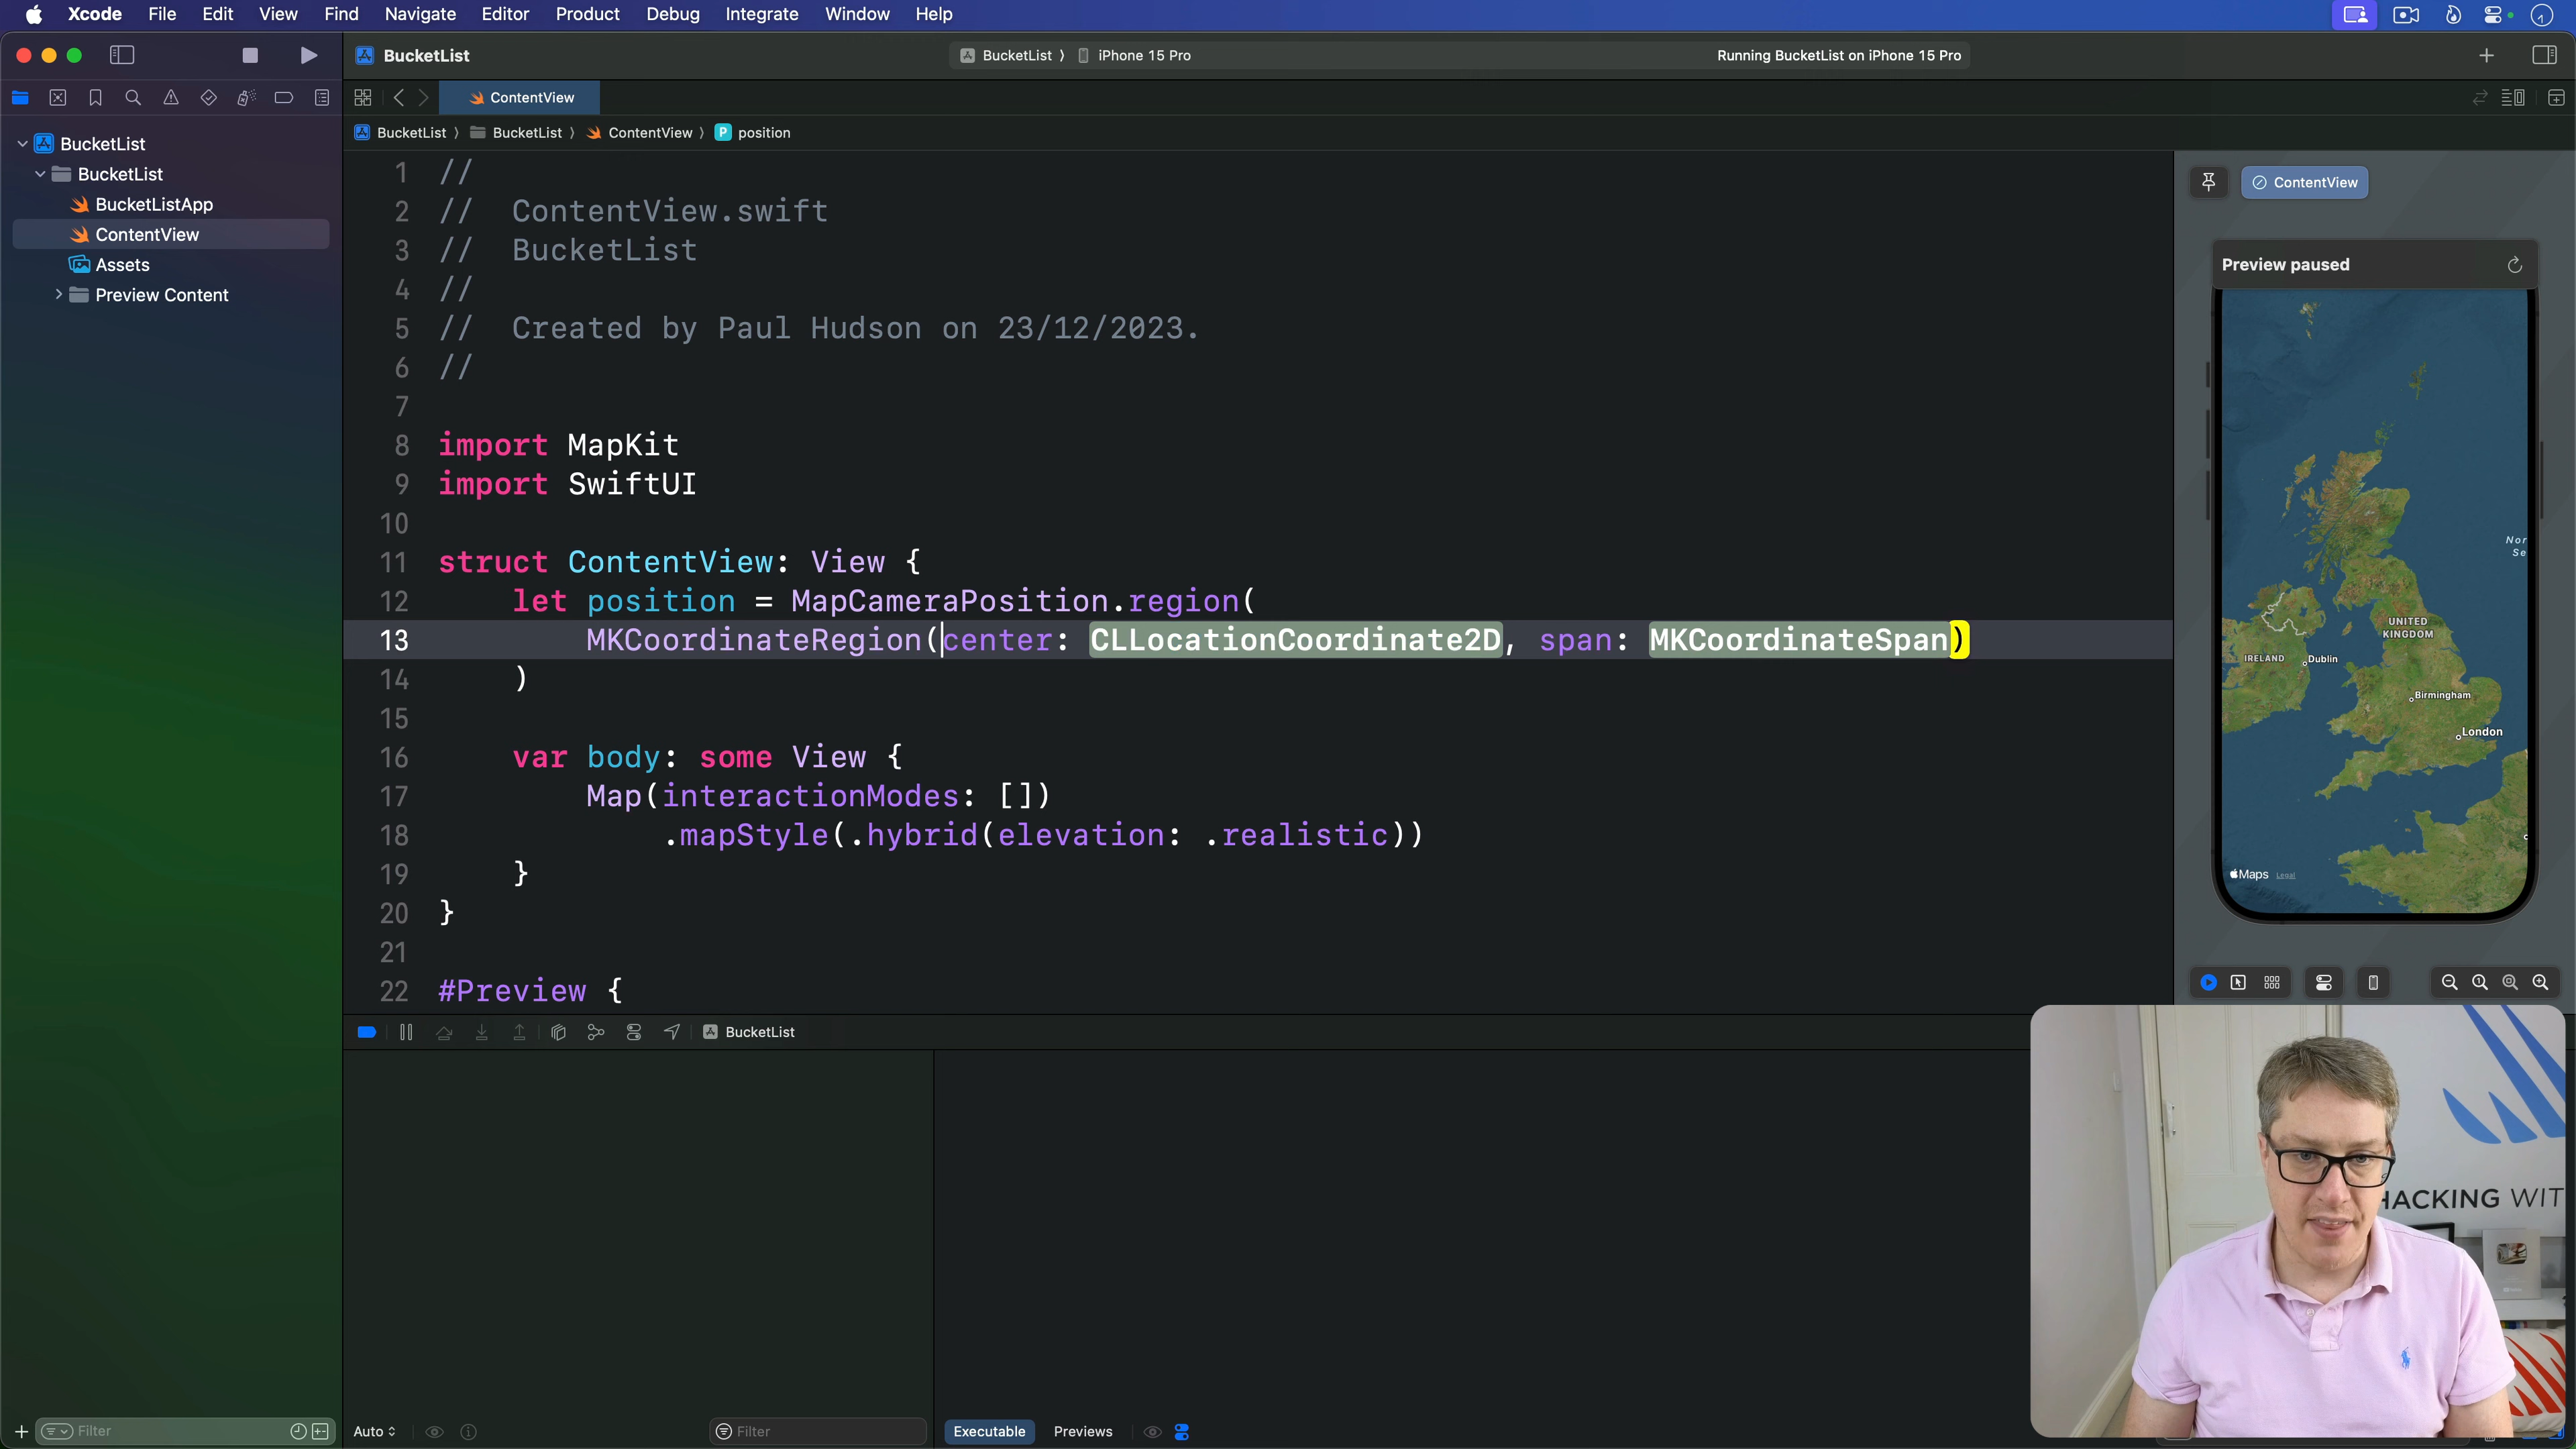 Xcode File Edit View Find Navigate Editor Product Debug Integrate Window Help
BucketList
BucketList 〉 iPhone 15 Pro
Running BucketList on iPhone 15 Pro
ContentView
BucketList 〉 BucketList 〉 ContentView 〉 P position
BucketList
BucketList
BucketListApp
ContentView
Assets
Preview Content
1 //
2 //  ContentView.swift
3 //  BucketList
4 //
5 //  Created by Paul Hudson on 23/12/2023.
6 //
7
8 import MapKit
9 import SwiftUI
10
11 struct ContentView: View {
12     let position = MapCameraPosition.region(
13         MKCoordinateRegion(center: CLLocationCoordinate2D, span: MKCoordinateSpan)
14     )
15
16     var body: some View {
17         Map(interactionModes: [])
18             .mapStyle(.hybrid(elevation: .realistic))
19     }
20 }
21
22 #Preview {
ContentView
Preview paused
Nor
Se
UNITED
KINGDOM
IRELAND
Dublin
Birmingham
London
Maps Legal
BucketList
HACKING WIT
Filter
Auto
Filter
Executable Previews